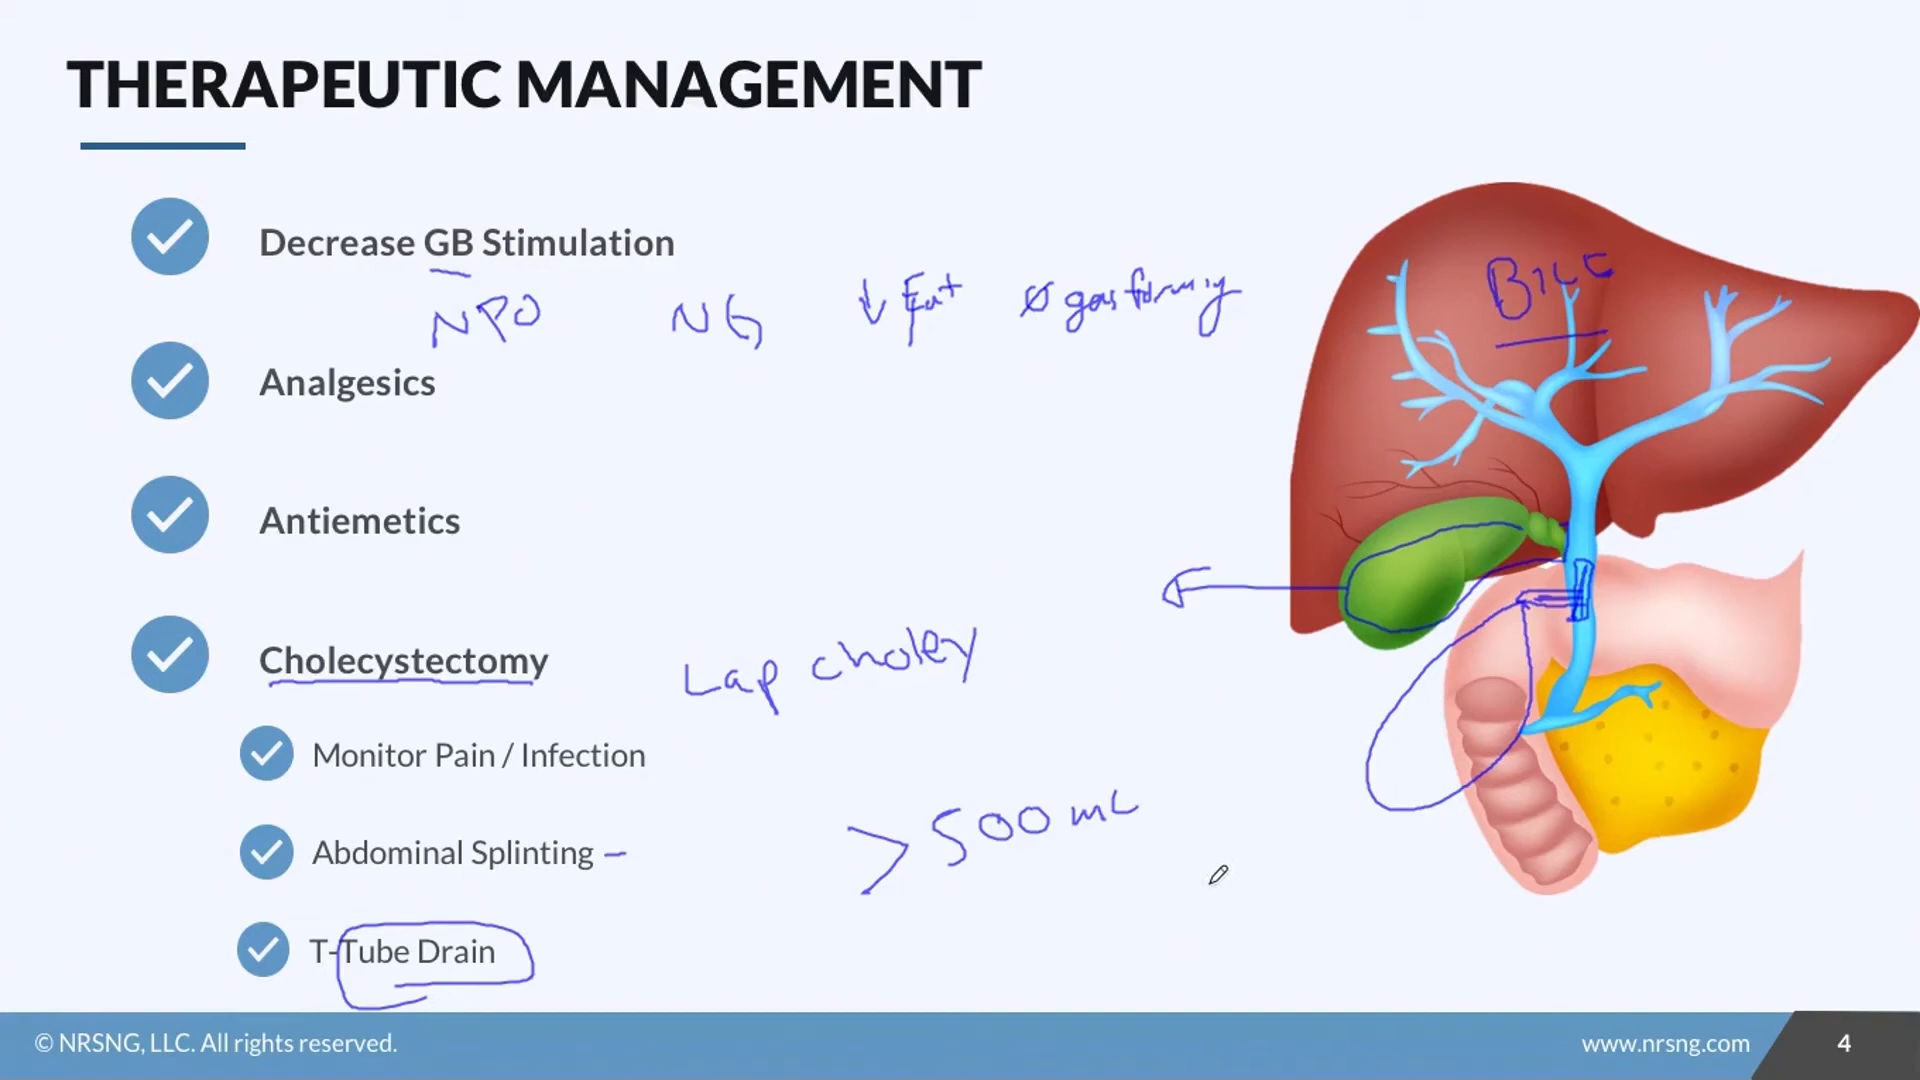 THERAPEUTIC MANAGEMENT
Decrease GB Stimulation
NPO NG ↓ Fat Ø gas forming
BILE
Analgesics
Antiemetics
Cholecystectomy
Lap choley
Monitor Pain / Infection
Abdominal Splinting –
> 500 mL
T-Tube Drain
© NRSNG, LLC. All rights reserved.
www.nrsng.com
4